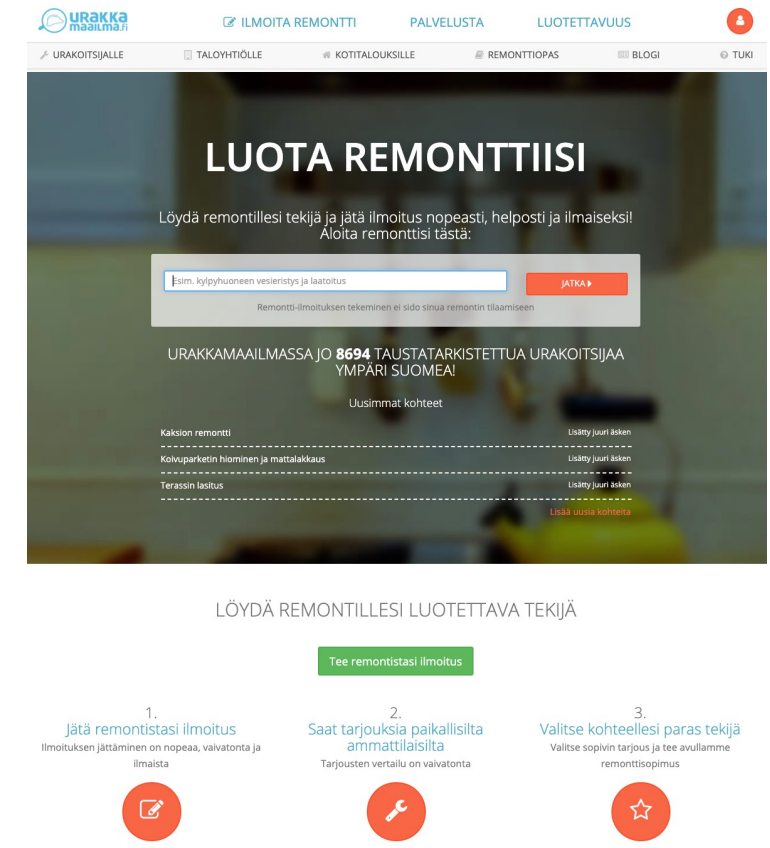 URAKKA
maailma.fi
ILMOITA REMONTTI
PALVELUSTA
LUOTETTAVUUS
URAKOITSIJALLE
TALOYHTIÖLLE
KOTITALOUKSILLE
REMONTTIOPAS
BLOGI
TUKI
LUOTA REMONTTIISI
Löydä remontillesi tekijä ja jätä ilmoitus nopeasti, helposti ja ilmaiseksi!
Aloita remonttisi tästä:
Esim. kylpyhuoneen vesieristys ja laatoitus
JATKA
Remontti-ilmoituksen tekeminen ei sido sinua remontin tilaamiseen
URAKKAMAAILMASSA JO 8694 TAUSTATARKISTETTUA URAKOITSIJAA
YMPÄRI SUOMEA!
Uusimmat kohteet
Kaksion remontti
Lisätty juuri äsken
Koivuparketin hiominen ja mattalakkaus
Lisätty juuri äsken
Terassin lasitus
Lisätty juuri äsken
Lisää uusia kohteita
LÖYDÄ REMONTILLESI LUOTETTAVA TEKIJÄ
Tee remontistasi ilmoitus
1.
Jätä remontistasi ilmoitus
Ilmoituksen jättäminen on nopeaa, vaivatonta ja
ilmaista
2.
Saat tarjouksia paikallisilta
ammattilaisilta
Tarjousten vertailu on vaivatonta
3.
Valitse kohteellesi paras tekijä
Valitse sopivin tarjous ja tee avullamme
remonttisopimus